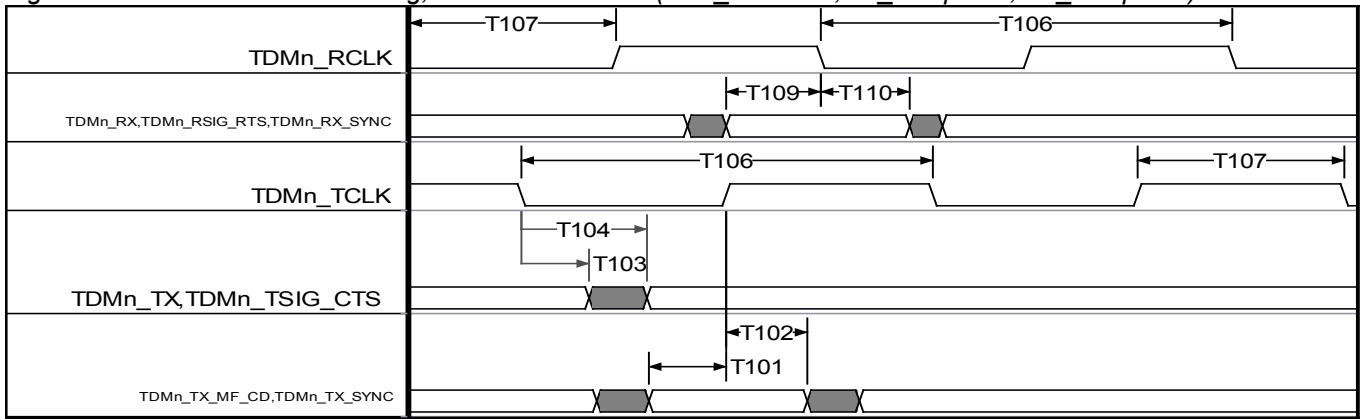 T107
T106
TDMn_RCLK
T109
T110
TDMn_RX,TDMn_RSIG_RTS,TDMn_RX_SYNC
T106
T107
TDMn_TCLK
T104
T103
TDMn_TX,TDMn_TSIG_CTS
T102
T101
TDMn_TX_MF_CD,TDMn_TX_SYNC